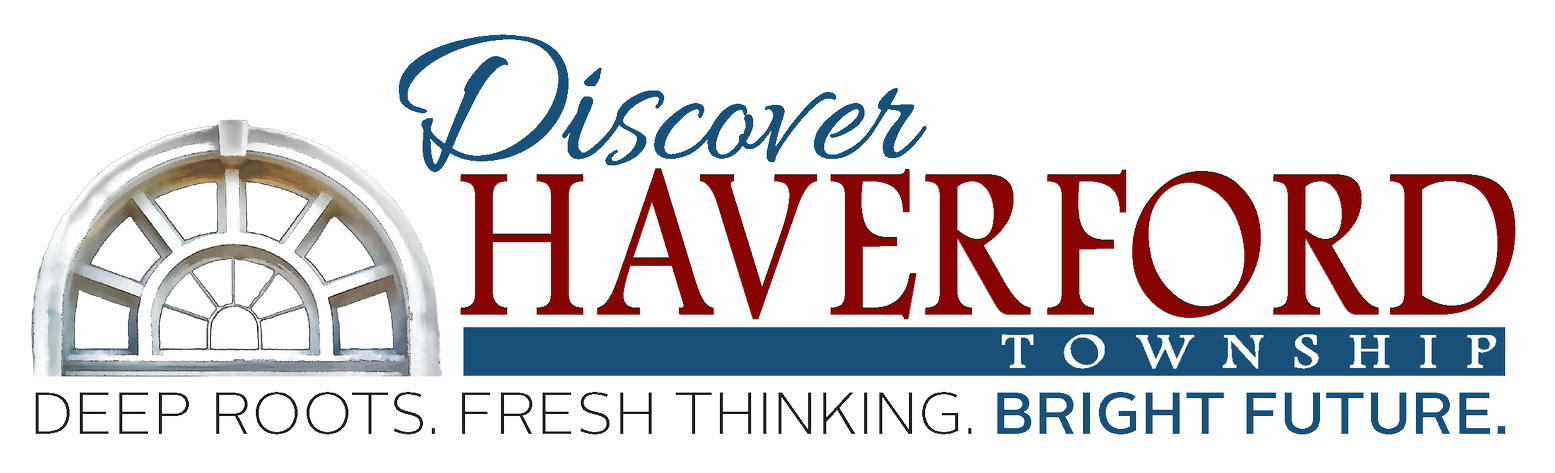 Discover
HAVERFORD
TOWNSHIP
DEEP ROOTS. FRESH THINKING. BRIGHT FUTURE.